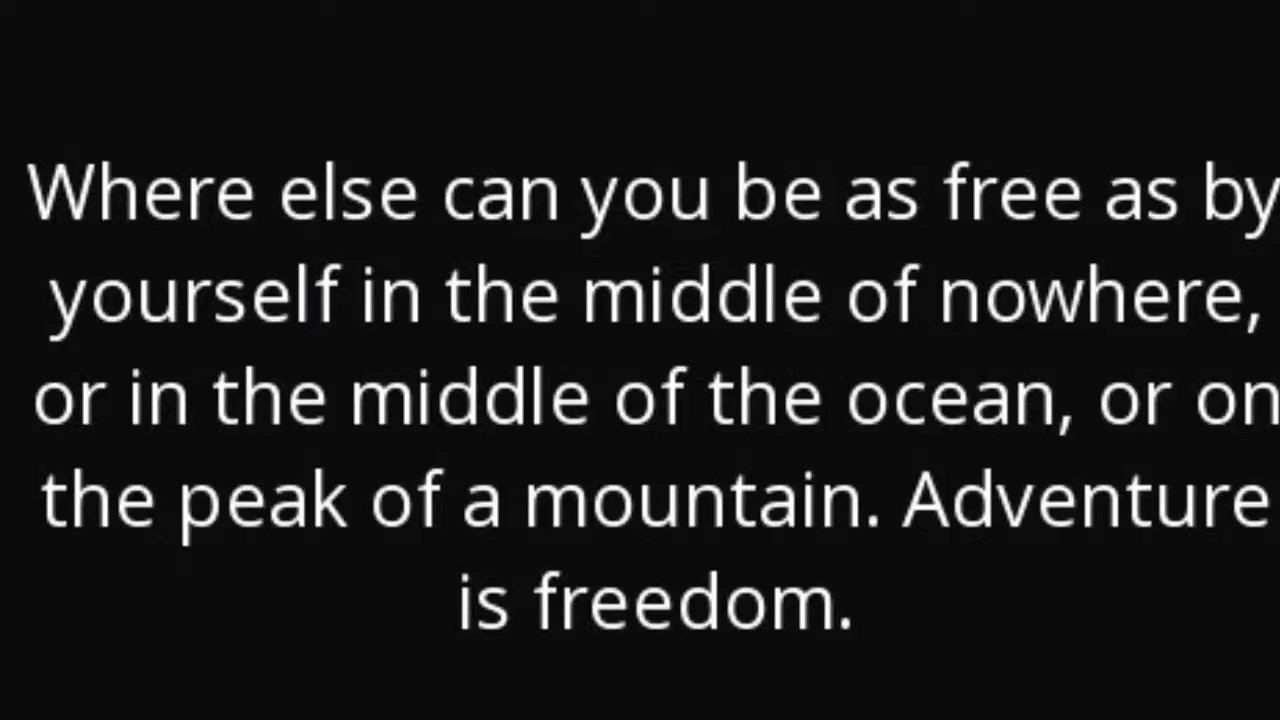 Where else can you be as free as by
yourself in the middle of nowhere,
or in the middle of the ocean, or on
the peak of a mountain. Adventure
is freedom.